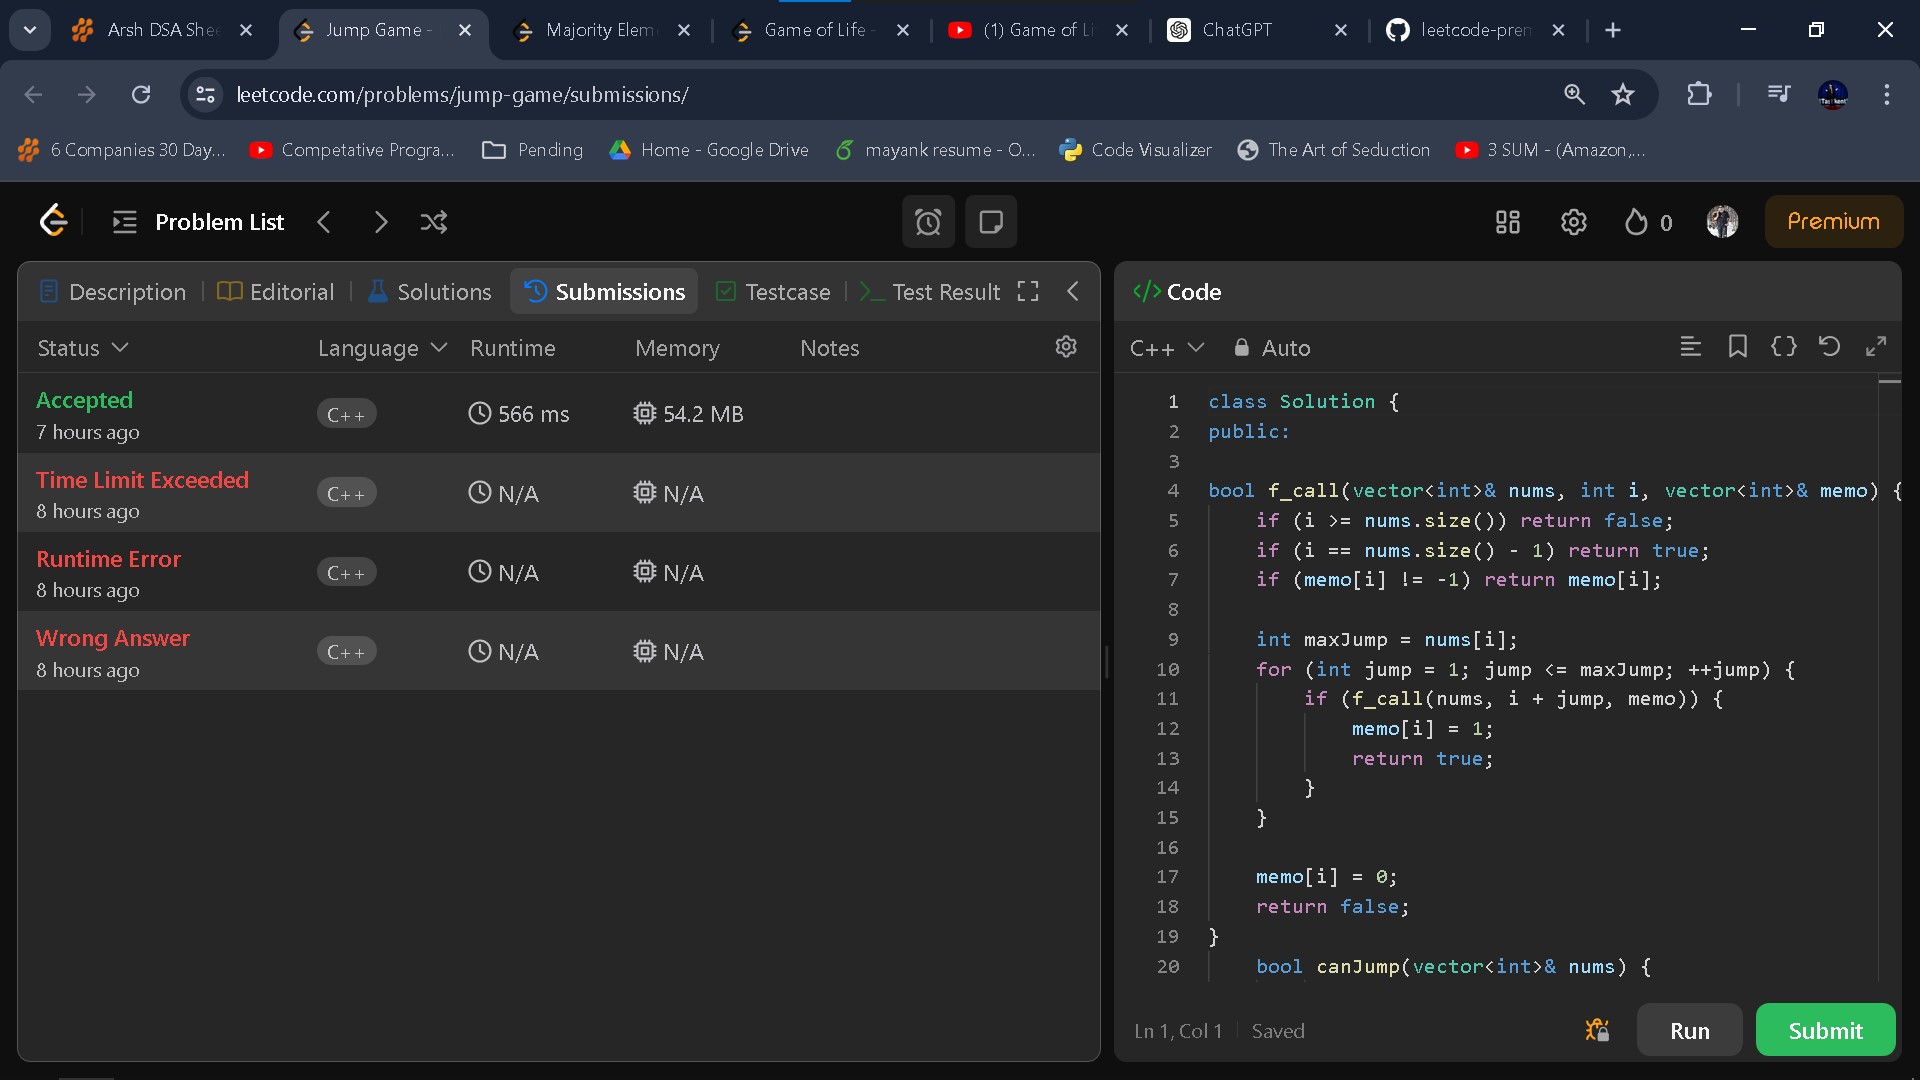 Arsh DSA Shee
Jump Game -
Majority Elem
Game of Life -
(1) Game of Li
ChatGPT
leetcode-prem
leetcode.com/problems/jump-game/submissions/
6 Companies 30 Day...
Competative Progra...
Pending
Home - Google Drive
mayank resume - O...
Code Visualizer
The Art of Seduction
3 SUM - (Amazon,...
Problem List
0
Premium
Description
Editorial
Solutions
Submissions
Testcase
Test Result
Status
Language
Runtime
Memory
Notes
Accepted
7 hours ago
C++
566 ms
54.2 MB
Time Limit Exceeded
8 hours ago
C++
N/A
N/A
Runtime Error
8 hours ago
C++
N/A
N/A
Wrong Answer
8 hours ago
C++
N/A
N/A
</> Code
C++
Auto
1 class Solution {
2 public:
3
4 bool f_call(vector<int>& nums, int i, vector<int>& memo) {
5     if (i >= nums.size()) return false;
6     if (i == nums.size() - 1) return true;
7     if (memo[i] != -1) return memo[i];
8
9     int maxJump = nums[i];
10     for (int jump = 1; jump <= maxJump; ++jump) {
11         if (f_call(nums, i + jump, memo)) {
12             memo[i] = 1;
13             return true;
14         }
15     }
16
17     memo[i] = 0;
18     return false;
19 }
20     bool canJump(vector<int>& nums) {
Ln 1, Col 1
Saved
Run
Submit